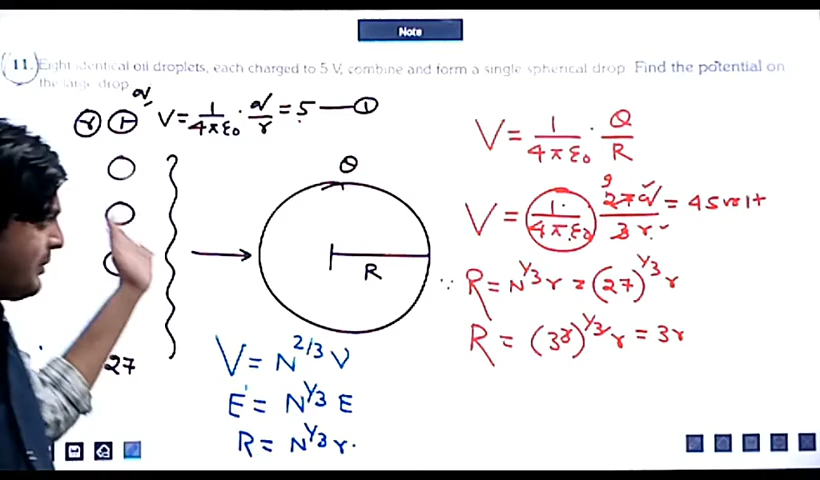 Note
11. Eight identical oil droplets, each charged to 5 V, combine and form a single spherical drop. Find the potential on
the large drop
q
r r V = 1/4πε₀ · q/r = 5 — ①
Q
R
27
V = N^2/3 V
E' = N^1/3 E
R = N^1/3 r.
V = 1/4πε₀ · Q/R
V = 1/4πε₀ 9 27q/3r = 45 volt
∵ R = N^1/3 r = (27)^1/3 r
R = (3³)^1/3 r = 3r